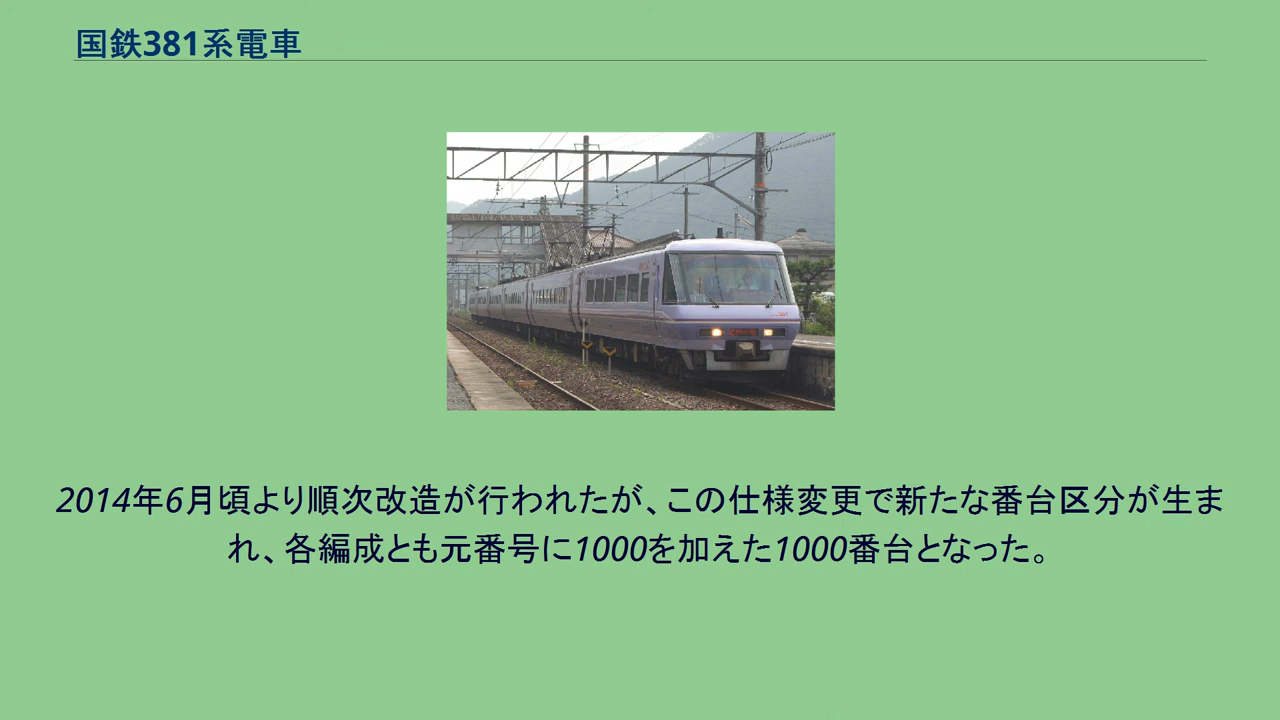 国鉄381系電車
2014年6月頃より順次改造が行われたが、この仕様変更で新たな番台区分が生ま
れ、各編成とも元番号に1000を加えた1000番台となった。